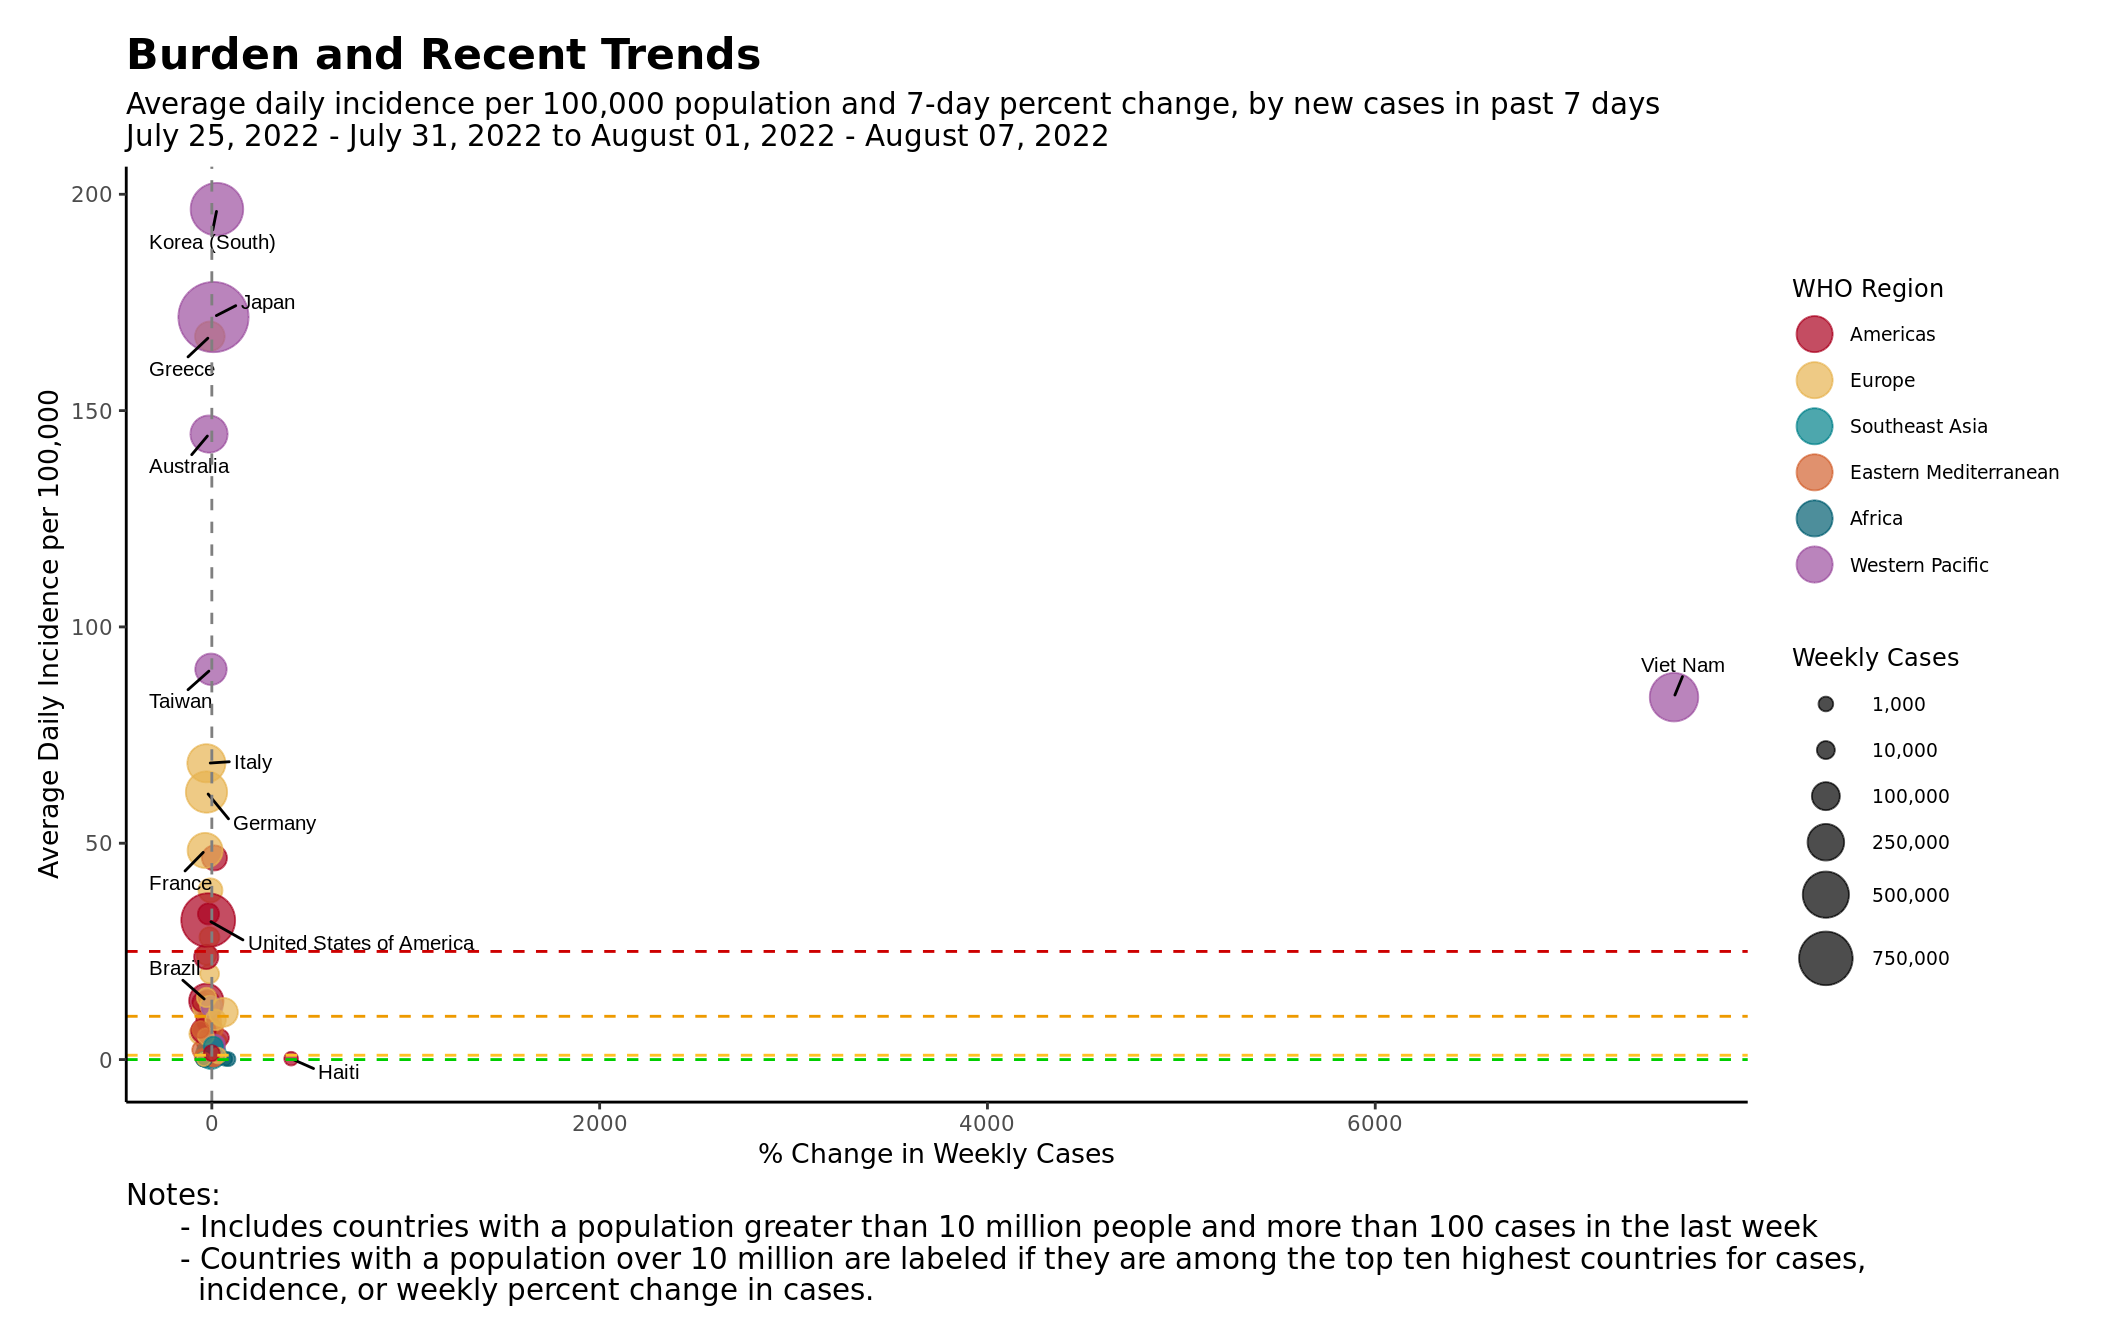 Burden and Recent Trends
Average daily incidence per 100,000 population and 7-day percent change, by new cases in past 7 days
July 25, 2022 - July 31, 2022 to August 01, 2022 - August 07, 2022
Average Daily Incidence per 100,000
200
150
100
50
0
Korea (South)
Japan
Greece
Australia
Taiwan
Viet Nam
Italy
Germany
France
United States of America
Brazil
Haiti
0
2000
4000
6000
% Change in Weekly Cases
WHO Region
Americas
Europe
Southeast Asia
Eastern Mediterranean
Africa
Western Pacific
Weekly Cases
1,000
10,000
100,000
250,000
500,000
750,000
Notes:
- Includes countries with a population greater than 10 million people and more than 100 cases in the last week
- Countries with a population over 10 million are labeled if they are among the top ten highest countries for cases,
incidence, or weekly percent change in cases.